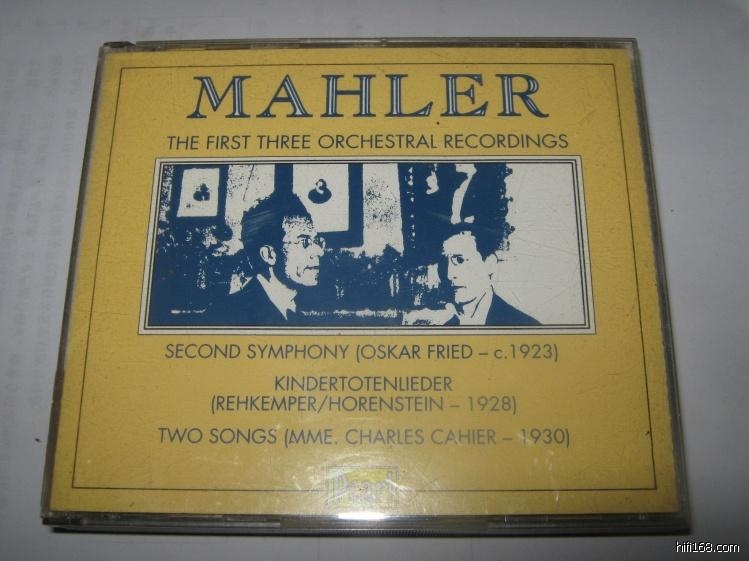 MAHLER
THE FIRST THREE ORCHESTRAL RECORDINGS
SECOND SYMPHONY (OSKAR FRIED – c.1923)
KINDERTOTENLIEDER
(REHKEMPER/HORENSTEIN – 1928)
TWO SONGS (MME. CHARLES CAHIER – 1930)
Pearl
hifi168.com